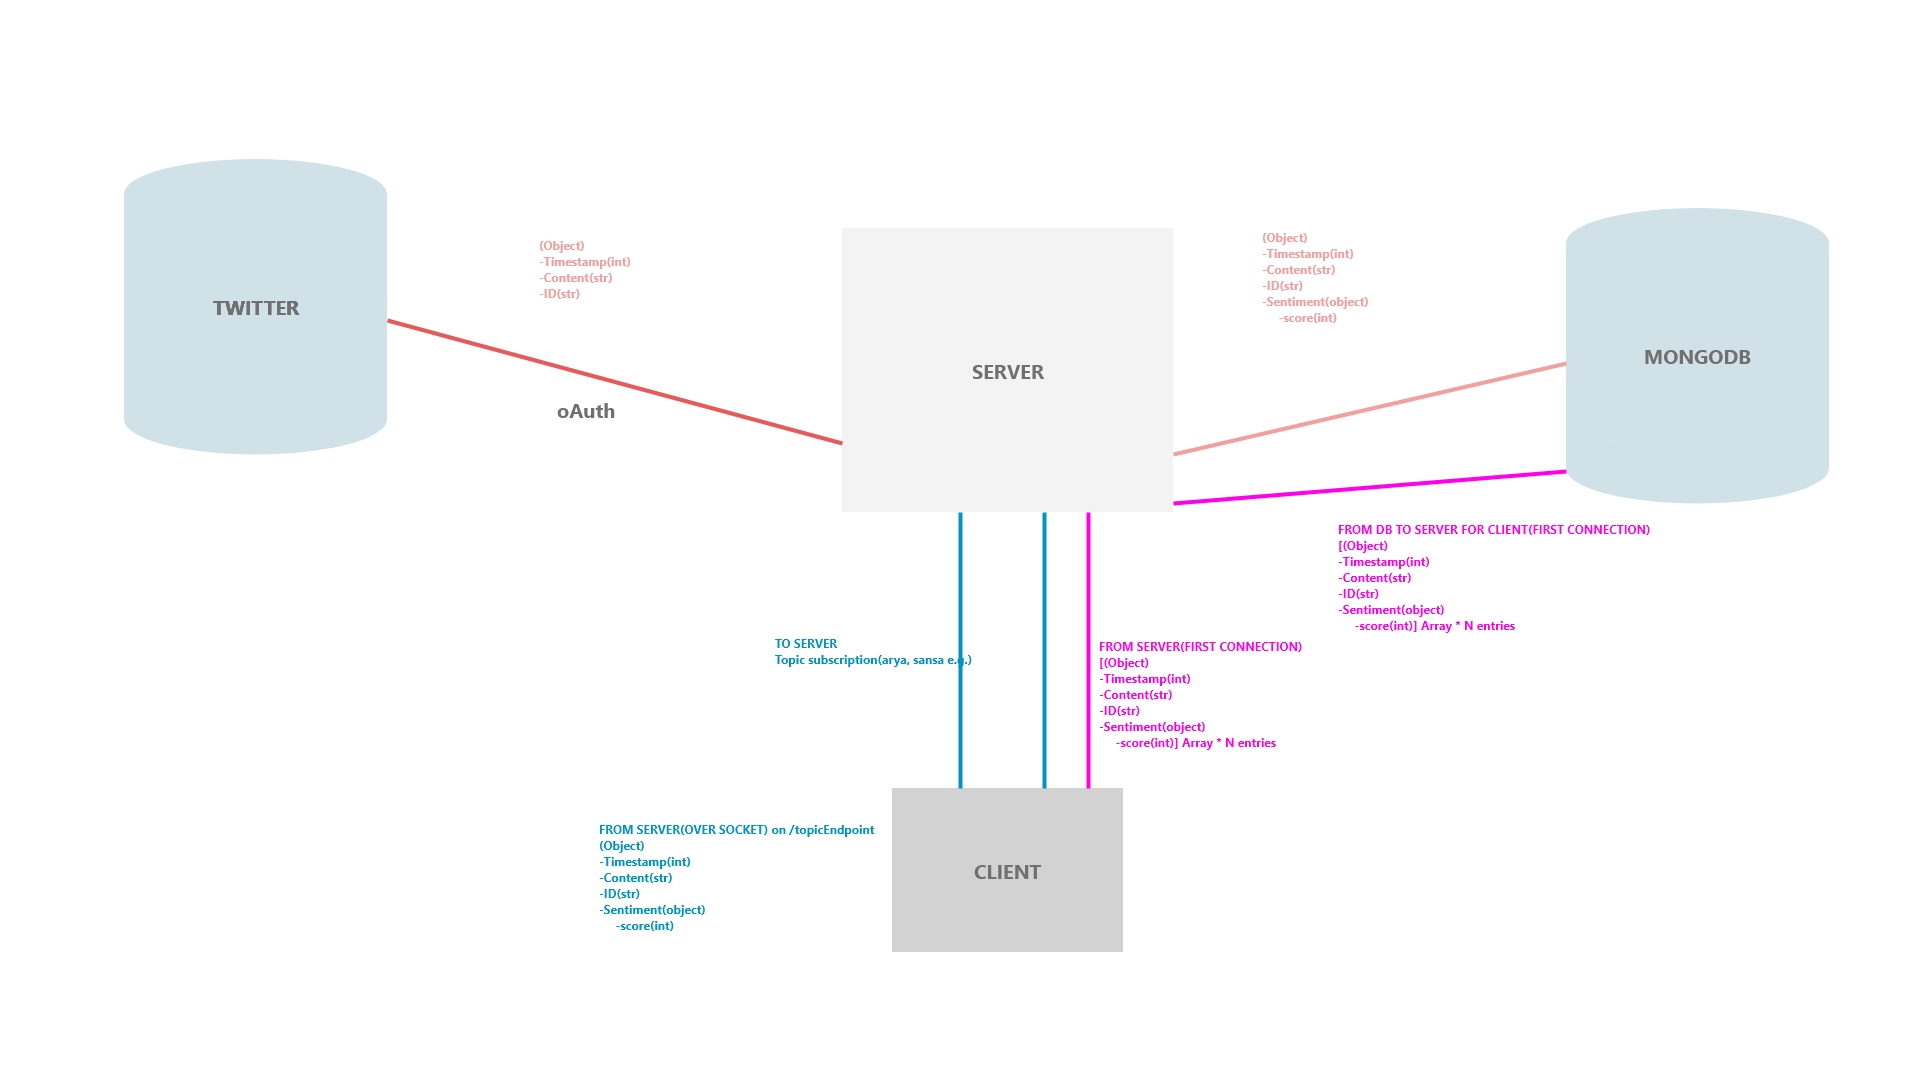 TWITTER
(Object)
-Timestamp(int)
-Content(str)
-ID(str)
oAuth
SERVER
(Object)
-Timestamp(int)
-Content(str)
-ID(str)
-Sentiment(object)
-score(int)
MONGODB
FROM DB TO SERVER FOR CLIENT(FIRST CONNECTION)
[(Object)
-Timestamp(int)
-Content(str)
-ID(str)
-Sentiment(object)
-score(int)] Array * N entries
TO SERVER
Topic subscription(arya, sansa e.g.)
FROM SERVER(FIRST CONNECTION)
[(Object)
-Timestamp(int)
-Content(str)
-ID(str)
-Sentiment(object)
-score(int)] Array * N entries
FROM SERVER(OVER SOCKET) on /topicEndpoint
(Object)
-Timestamp(int)
-Content(str)
-ID(str)
-Sentiment(object)
-score(int)
CLIENT